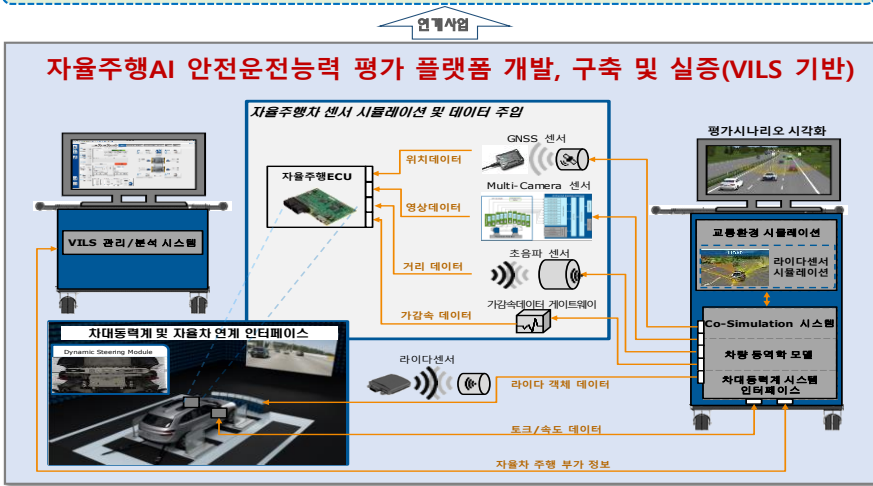 연계사업
자율주행AI 안전운전능력 평가 플랫폼 개발, 구축 및 실증(VILS 기반)
자율주행차 센서 시뮬레이션 및 데이터 주입
평가시나리오 시각화
GNSS 센서
위치데이터
자율주행ECU
Multi-Camera 센서
영상데이터
VILS 관리/분석 시스템
교통환경 시뮬레이션
LIDAR
라이다센서
시뮬레이션
초음파 센서
거리 데이터
가감속데이터 게이트웨이
가감속 데이터
Co-Simulation 시스템
차량 동역학 모델
차대동력계 시스템
인터페이스
차대동력계 및 자율차 연계 인터페이스
Dynamic Steering Module
라이다센서
라이다 객체 데이터
토크/속도 데이터
자율차 주행 부가 정보